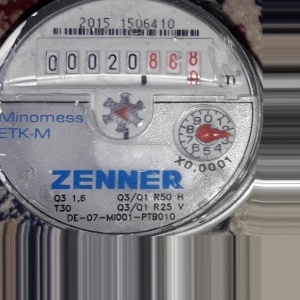 2015 1506410
00020
Minomess
ETK-M
X0.0001
ZENNER
Q3 1,6 Q3/Q1 R50 H
T30 Q3/Q1 R25 V
DE-07-MI001-PTB010